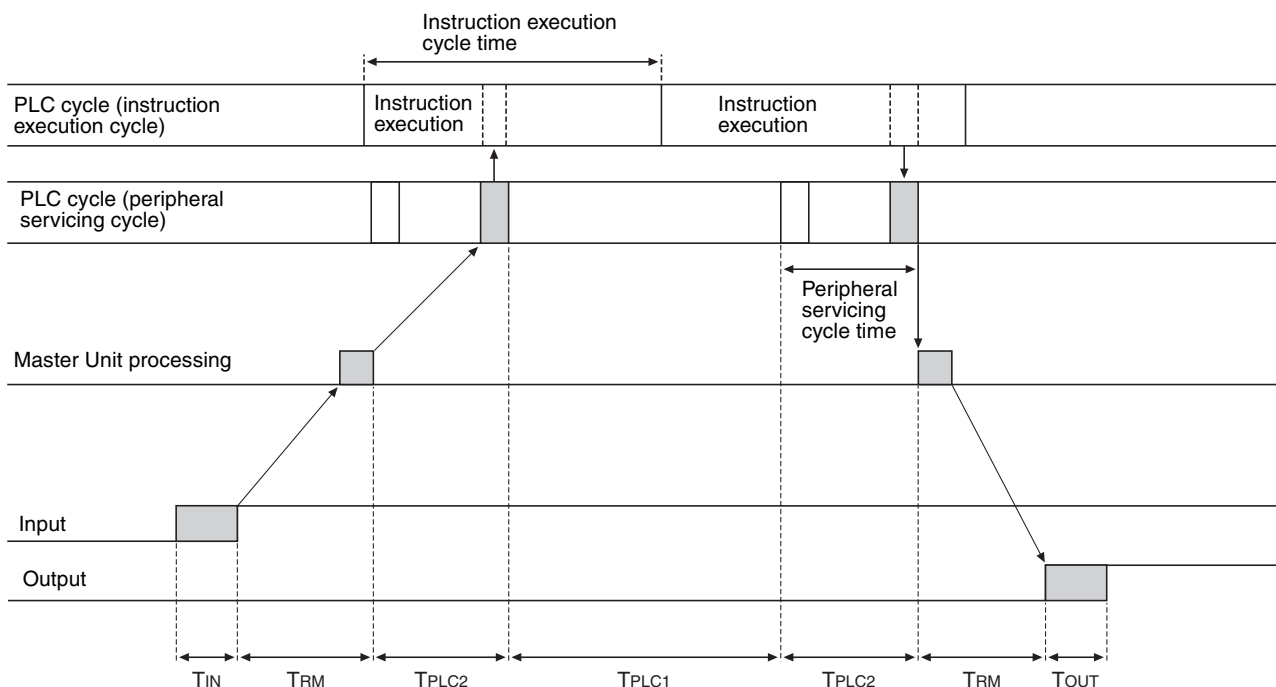 Instruction execution
cycle time
PLC cycle (instruction
execution cycle)
Instruction
execution
Instruction
execution
PLC cycle (peripheral
servicing cycle)
Peripheral
servicing
cycle time
Master Unit processing
Input
Output
TIN TRM TPLC2 TPLC1 TPLC2 TRM TOUT